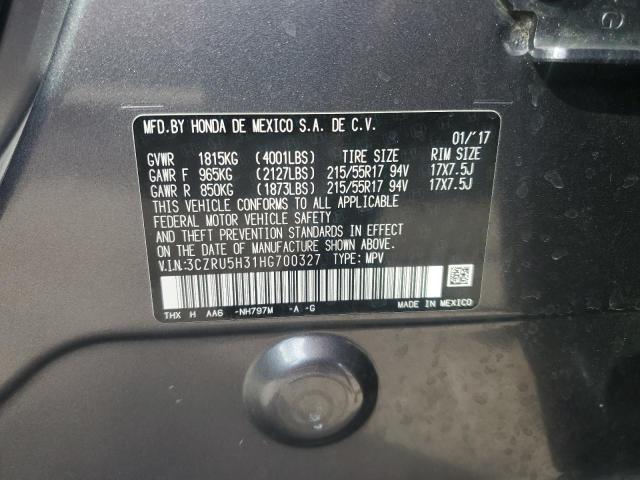 MFD.BY HONDA DE MEXICO S.A. DE C.V.
01/'17
GVWR 1815KG (4001LBS) TIRE SIZE RIM SIZE
GAWR F 965KG (2127LBS) 215/55R17 94V 17X7.5J
GAWR R 850KG (1873LBS) 215/55R17 94V 17X7.5J
THIS VEHICLE CONFORMS TO ALL APPLICABLE
FEDERAL MOTOR VEHICLE SAFETY
AND THEFT PREVENTION STANDARDS IN EFFECT
ON THE DATE OF MANUFACTURE SHOWN ABOVE.
V.I.N.:3CZRU5H31HG700327 TYPE: MPV
THX H AA6 -NH797M -A -G MADE IN MEXICO